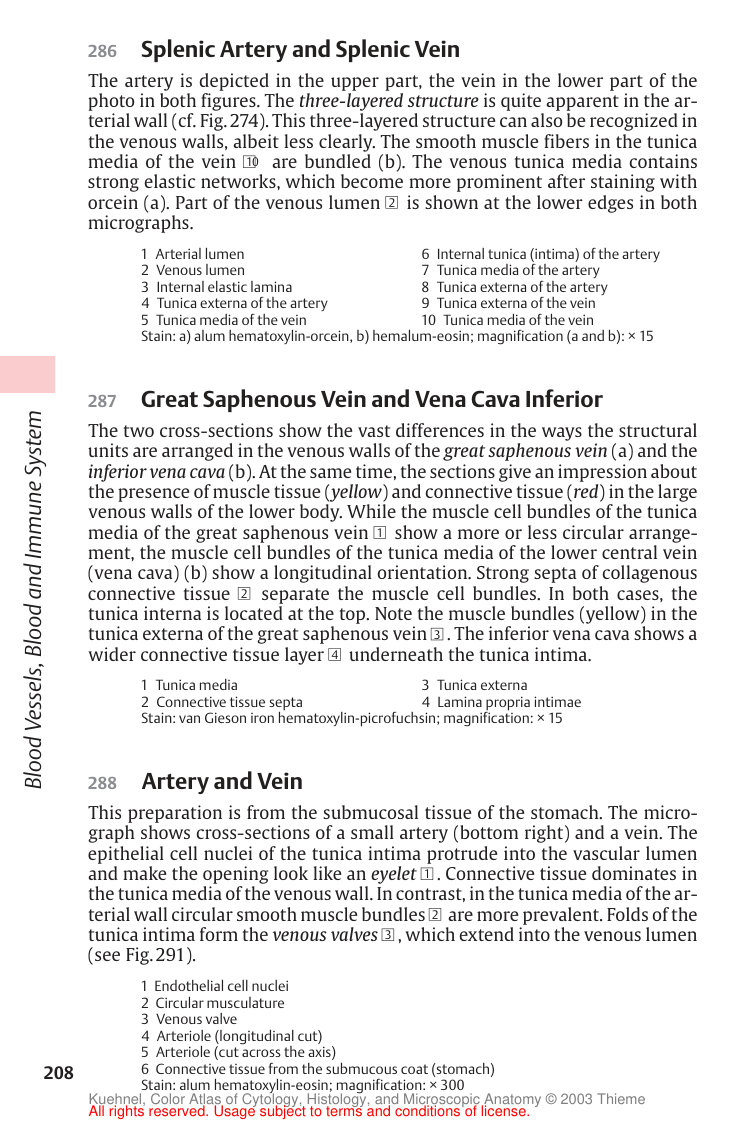 286 Splenic Artery and Splenic Vein
The artery is depicted in the upper part, the vein in the lower part of the
photo in both figures. The three-layered structure is quite apparent in the ar-
terial wall (cf. Fig. 274). This three-layered structure can also be recognized in
the venous walls, albeit less clearly. The smooth muscle fibers in the tunica
media of the vein 10 are bundled (b). The venous tunica media contains
strong elastic networks, which become more prominent after staining with
orcein (a). Part of the venous lumen 2 is shown at the lower edges in both
micrographs.
1 Arterial lumen
2 Venous lumen
3 Internal elastic lamina
4 Tunica externa of the artery
5 Tunica media of the vein
6 Internal tunica (intima) of the artery
7 Tunica media of the artery
8 Tunica externa of the artery
9 Tunica externa of the vein
10 Tunica media of the vein
Stain: a) alum hematoxylin-orcein, b) hemalum-eosin; magnification (a and b): × 15
287 Great Saphenous Vein and Vena Cava Inferior
The two cross-sections show the vast differences in the ways the structural
units are arranged in the venous walls of the great saphenous vein (a) and the
inferior vena cava (b). At the same time, the sections give an impression about
the presence of muscle tissue (yellow) and connective tissue (red) in the large
venous walls of the lower body. While the muscle cell bundles of the tunica
media of the great saphenous vein 1 show a more or less circular arrange-
ment, the muscle cell bundles of the tunica media of the lower central vein
(vena cava) (b) show a longitudinal orientation. Strong septa of collagenous
connective tissue 2 separate the muscle cell bundles. In both cases, the
tunica interna is located at the top. Note the muscle bundles (yellow) in the
tunica externa of the great saphenous vein 3. The inferior vena cava shows a
wider connective tissue layer 4 underneath the tunica intima.
1 Tunica media
2 Connective tissue septa
3 Tunica externa
4 Lamina propria intimae
Stain: van Gieson iron hematoxylin-picrofuchsin; magnification: × 15
288 Artery and Vein
This preparation is from the submucosal tissue of the stomach. The micro-
graph shows cross-sections of a small artery (bottom right) and a vein. The
epithelial cell nuclei of the tunica intima protrude into the vascular lumen
and make the opening look like an eyelet 1. Connective tissue dominates in
the tunica media of the venous wall. In contrast, in the tunica media of the ar-
terial wall circular smooth muscle bundles 2 are more prevalent. Folds of the
tunica intima form the venous valves 3, which extend into the venous lumen
(see Fig. 291).
1 Endothelial cell nuclei
2 Circular musculature
3 Venous valve
4 Arteriole (longitudinal cut)
5 Arteriole (cut across the axis)
6 Connective tissue from the submucous coat (stomach)
Stain: alum hematoxylin-eosin; magnification: × 300
Blood Vessels, Blood and Immune System
208
Kuehnel, Color Atlas of Cytology, Histology, and Microscopic Anatomy © 2003 Thieme
All rights reserved. Usage subject to terms and conditions of license.